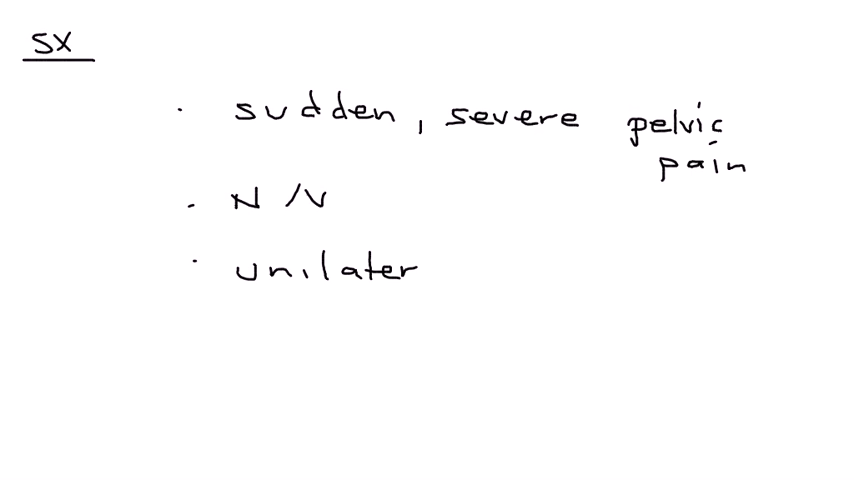 SX
· sudden, severe pelvic
pain
· N/V
· unilater